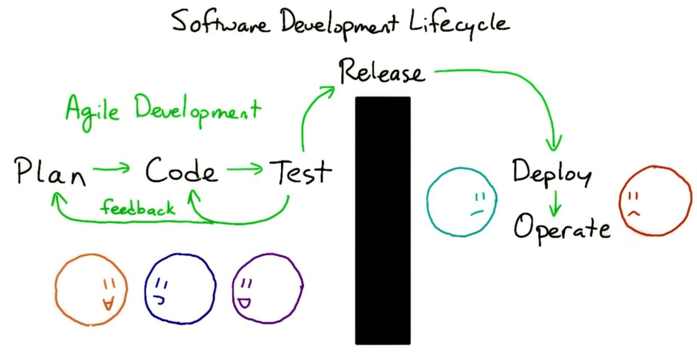 Software Development Lifecycle
Release
Agile Development
Plan → Code → Test
feedback
Deploy
Operate